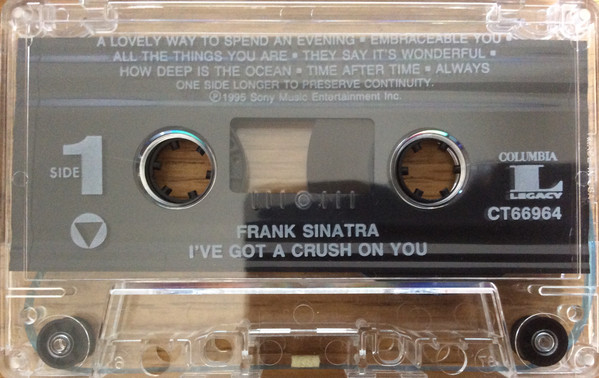 A LOVELY WAY TO SPEND AN EVENING ▪ EMBRACEABLE YOU ▪
ALL THE THINGS YOU ARE ▪ THEY SAY IT'S WONDERFUL ▪
HOW DEEP IS THE OCEAN ▪ TIME AFTER TIME ▪ ALWAYS
ONE SIDE LONGER TO PRESERVE CONTINUITY.
℗1995 Sony Music Entertainment Inc.
SIDE 1
COLUMBIA
L
LEGACY
CT66964
FRANK SINATRA
I'VE GOT A CRUSH ON YOU